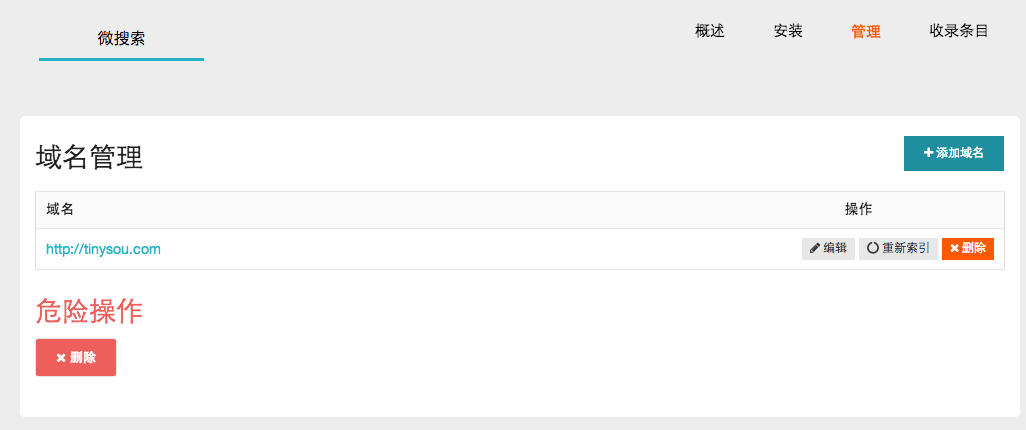 微搜索 概述 安装 管理 收录条目
域名管理 添加域名
域名 操作
http://tinysou.com 编辑 重新索引 删除
危险操作
删除